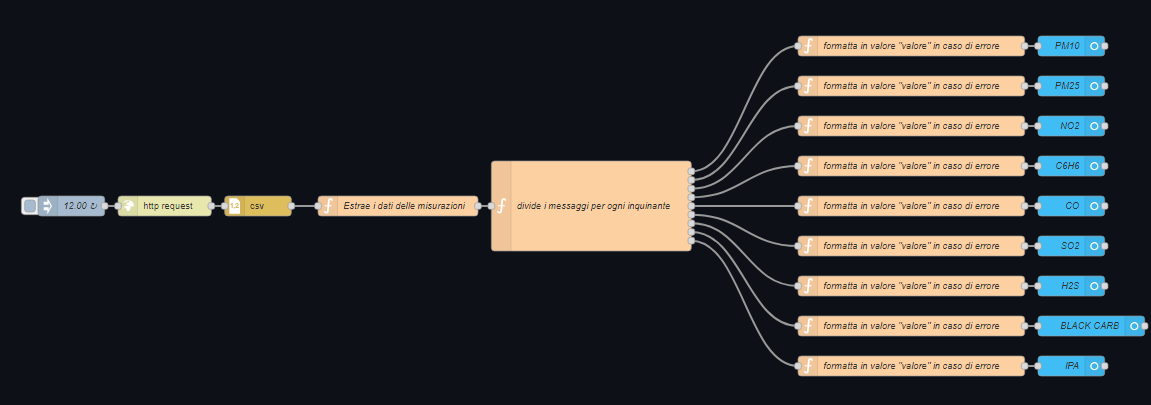 formatta in valore "valore" in caso di errore PM10
formatta in valore "valore" in caso di errore PM25
formatta in valore "valore" in caso di errore NO2
formatta in valore "valore" in caso di errore C6H6
12.00 ↻ http request csv Estrae i dati delle misurazioni divide i messaggi per ogni inquinante formatta in valore "valore" in caso di errore CO
formatta in valore "valore" in caso di errore SO2
formatta in valore "valore" in caso di errore H2S
formatta in valore "valore" in caso di errore BLACK CARB
formatta in valore "valore" in caso di errore IPA